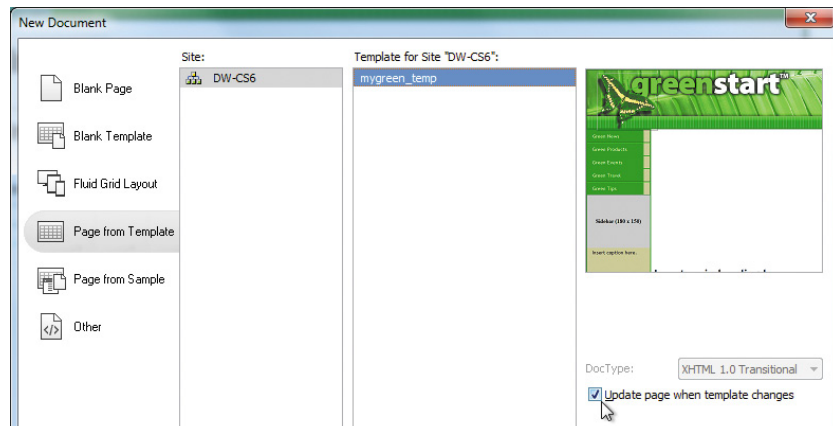 New Document
Site:
Template for Site "DW-CS6":
Blank Page
Blank Template
Fluid Grid Layout
Page from Template
Page from Sample
Other
DW-CS6
mygreen_temp
greenstart™
Green News
Green Products
Green Events
Green Travel
Green Tips
Sidebar (180 x 150)
Insert caption here.
DocType:
XHTML 1.0 Transitional
Update page when template changes